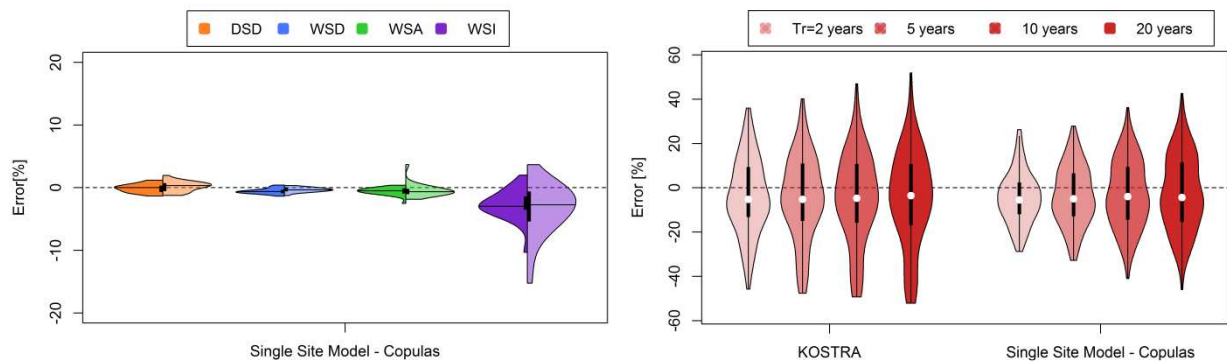 DSD WSD WSA WSI
20
10
0
-10
-20
Error[%]
Single Site Model - Copulas
Tr=2 years 5 years 10 years 20 years
60
40
20
0
-20
-40
-60
Error [%]
KOSTRA Single Site Model - Copulas